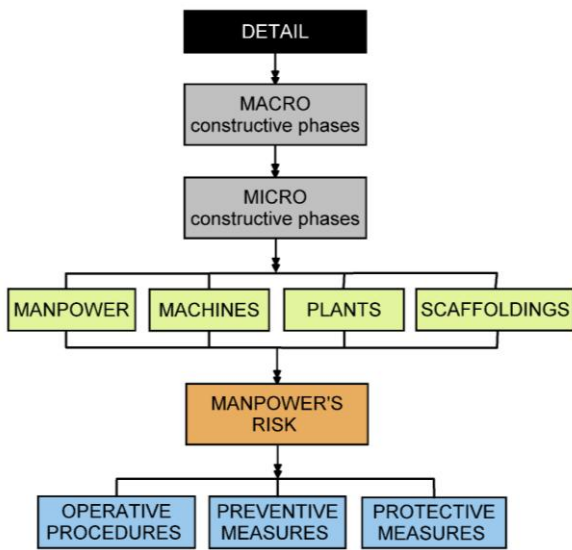 DETAIL
MACRO
constructive phases
MICRO
constructive phases
MANPOWER
MACHINES
PLANTS
SCAFFOLDINGS
MANPOWER'S
RISK
OPERATIVE
PROCEDURES
PREVENTIVE
MEASURES
PROTECTIVE
MEASURES